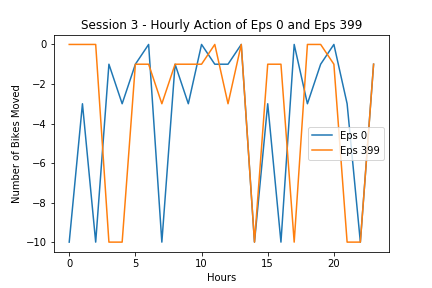 Session 3 - Hourly Action of Eps 0 and Eps 399
Number of Bikes Moved
0
−2
−4
−6
−8
−10
Eps 0
Eps 399
0
5
10
15
20
Hours